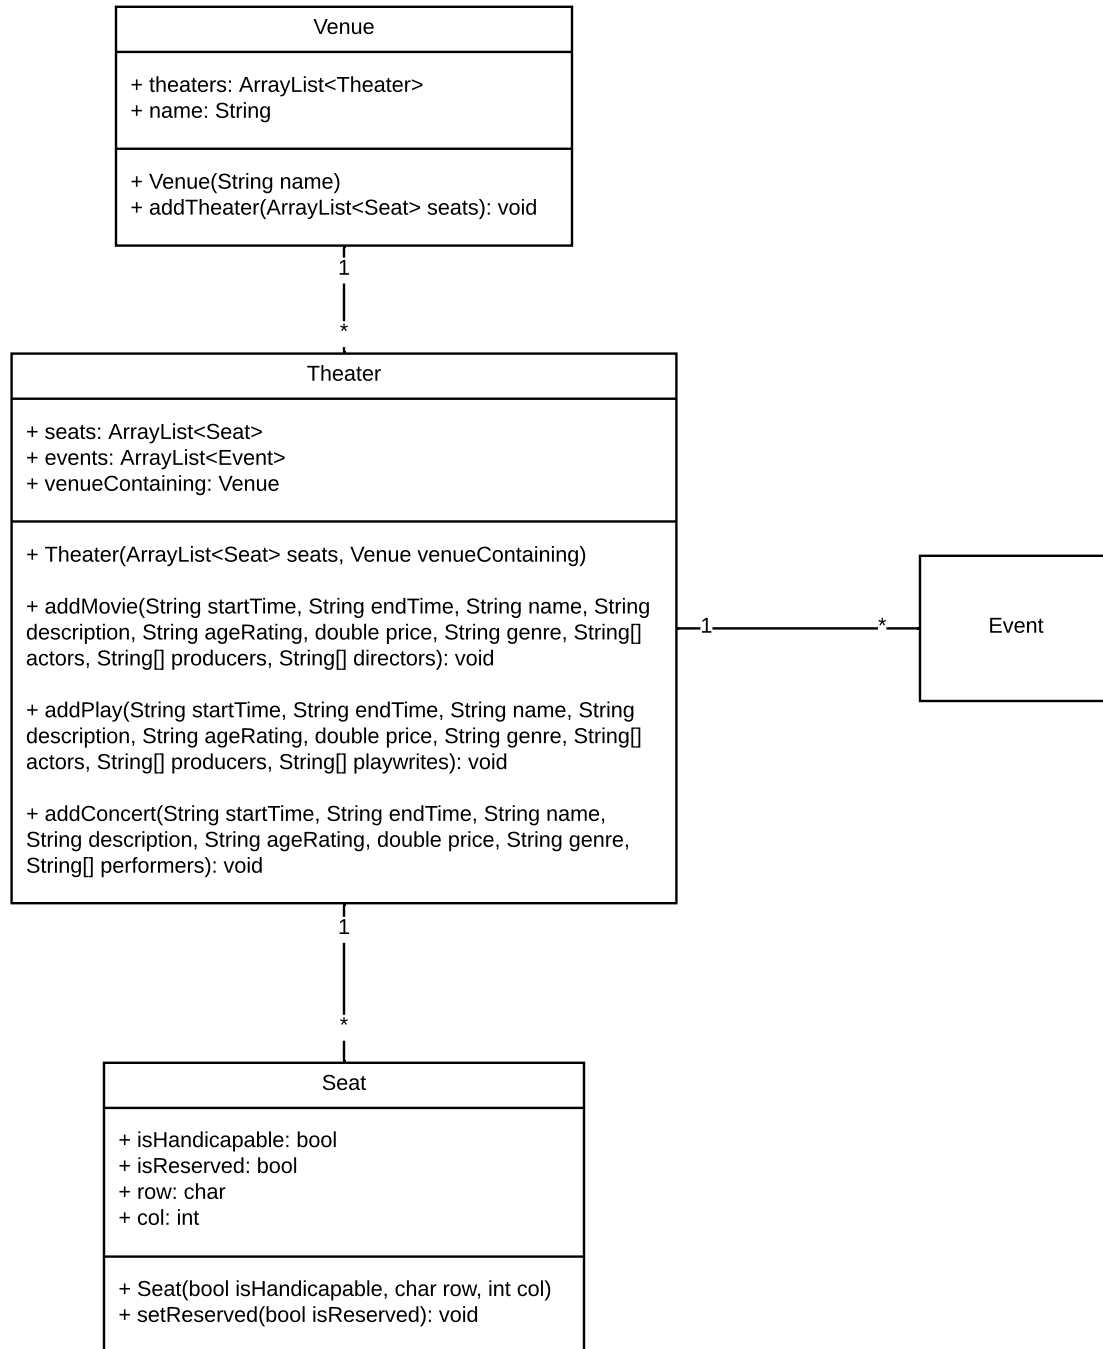 Venue
+ theaters: ArrayList<Theater>
+ name: String
+ Venue(String name)
+ addTheater(ArrayList<Seat> seats): void
1
*
Theater
+ seats: ArrayList<Seat>
+ events: ArrayList<Event>
+ venueContaining: Venue
+ Theater(ArrayList<Seat> seats, Venue venueContaining)
+ addMovie(String startTime, String endTime, String name, String
description, String ageRating, double price, String genre, String[]
actors, String[] producers, String[] directors): void
+ addPlay(String startTime, String endTime, String name, String
description, String ageRating, double price, String genre, String[]
actors, String[] producers, String[] playwrites): void
+ addConcert(String startTime, String endTime, String name,
String description, String ageRating, double price, String genre,
String[] performers): void
1
*
Event
1
*
Seat
+ isHandicapable: bool
+ isReserved: bool
+ row: char
+ col: int
+ Seat(bool isHandicapable, char row, int col)
+ setReserved(bool isReserved): void